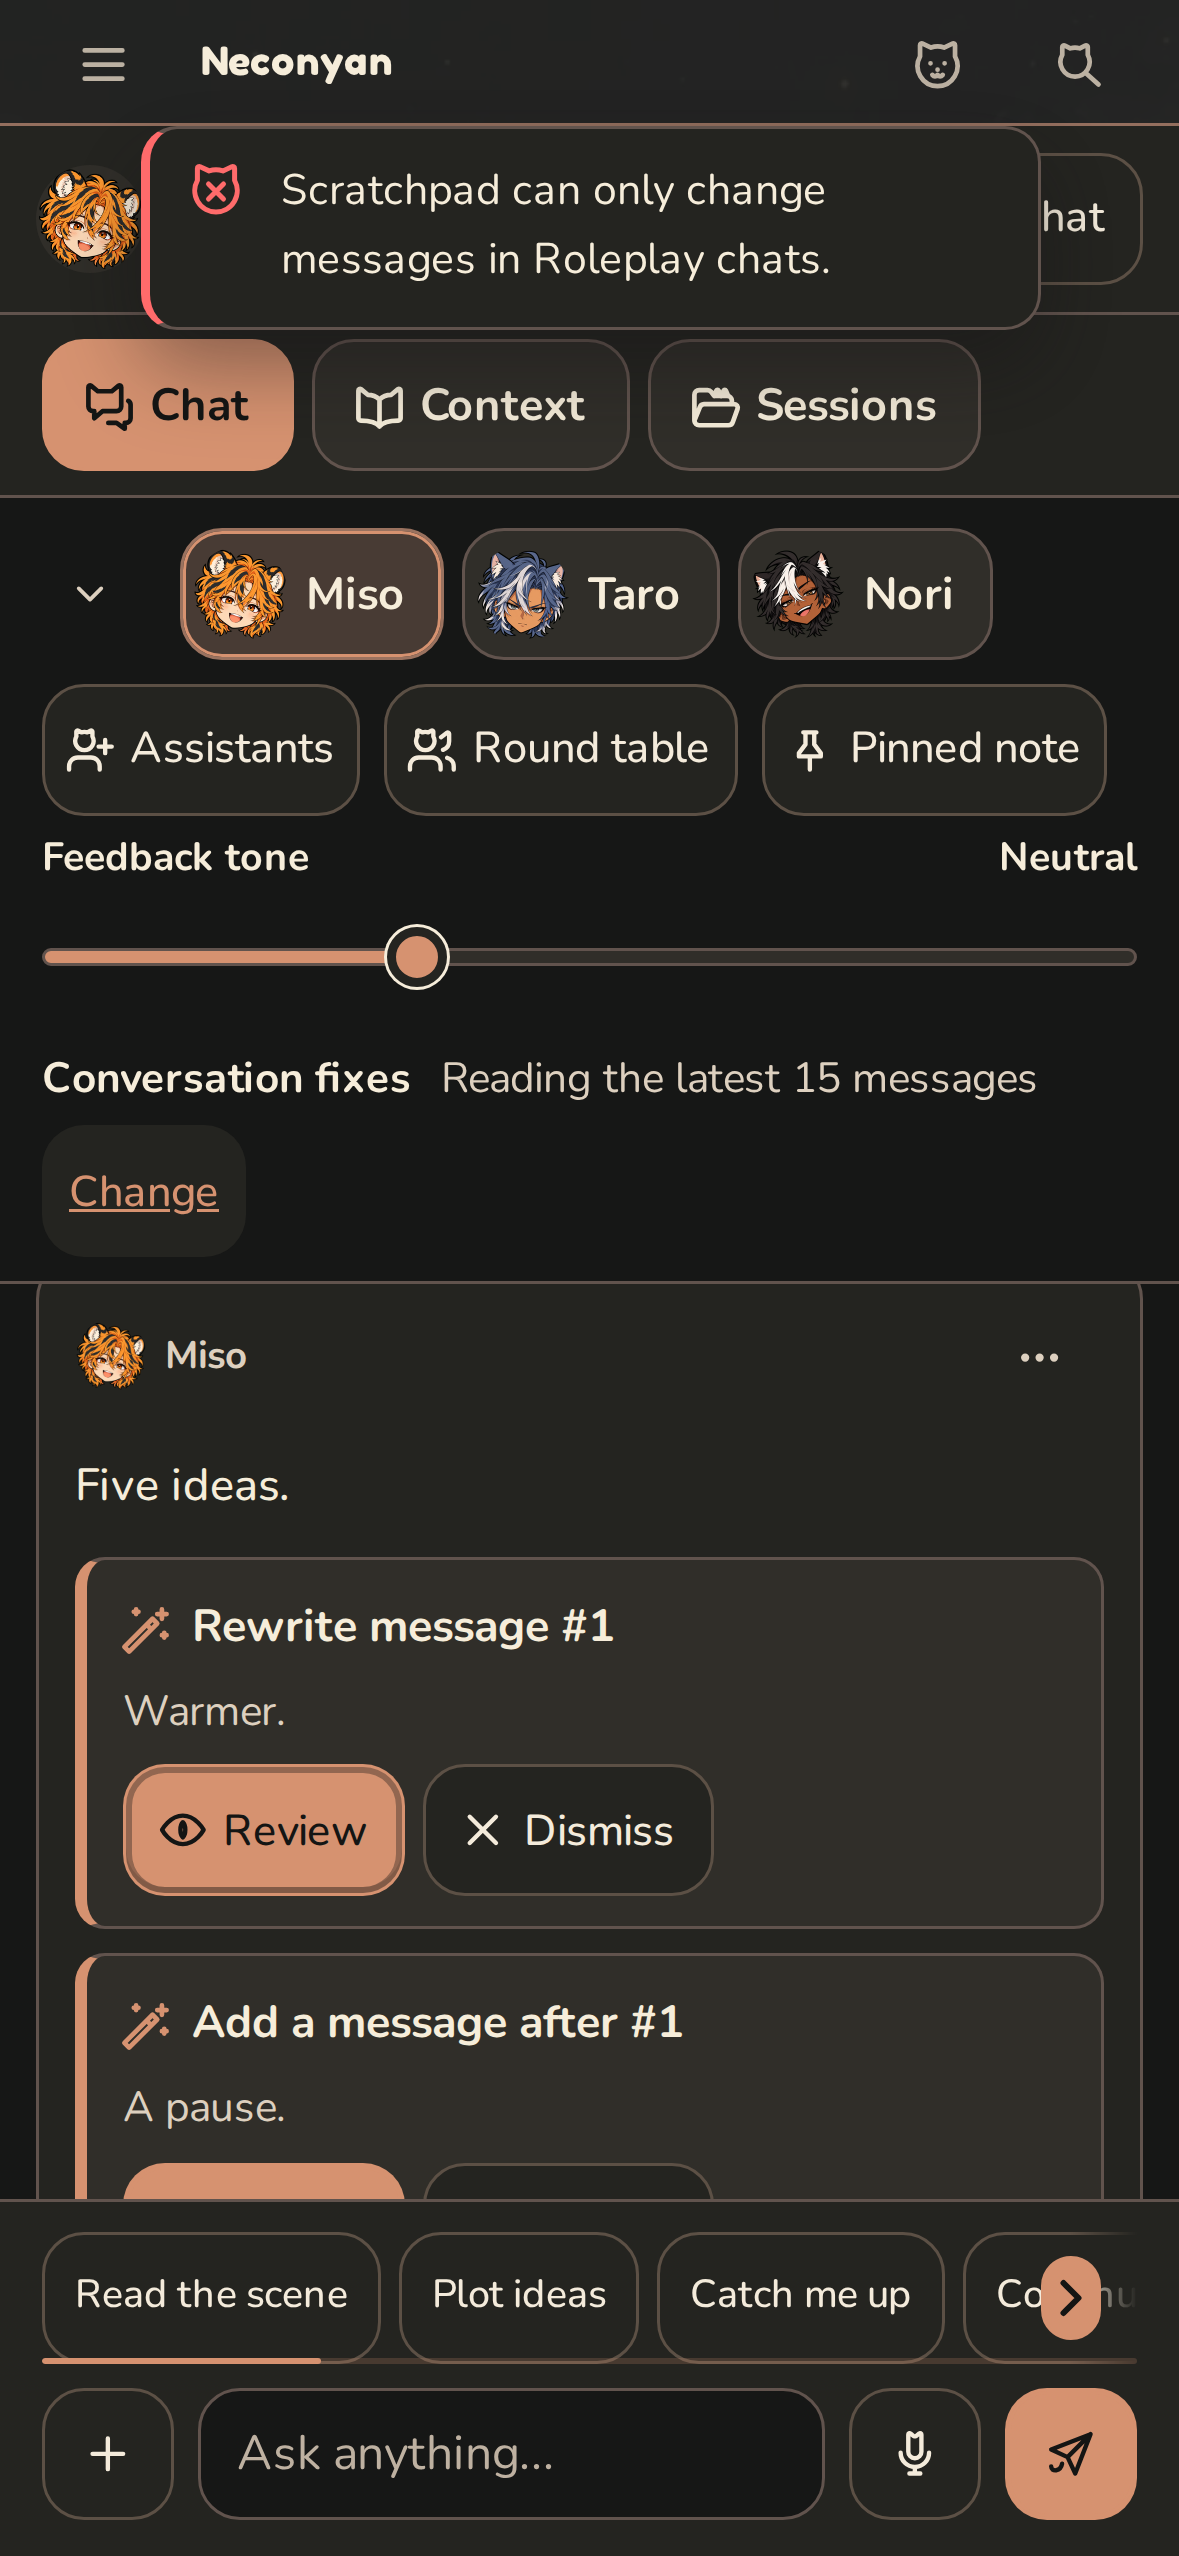 Neconyan
Scratchpad can only change
messages in Roleplay chats.
hat
Chat
Context
Sessions
Miso
Taro
Nori
Assistants
Round table
Pinned note
Feedback tone
Neutral
Conversation fixes Reading the latest 15 messages
Change
Miso
Five ideas.
Rewrite message #1
Warmer.
Review
Dismiss
Add a message after #1
A pause.
Read the scene
Plot ideas
Catch me up
Ask anything...